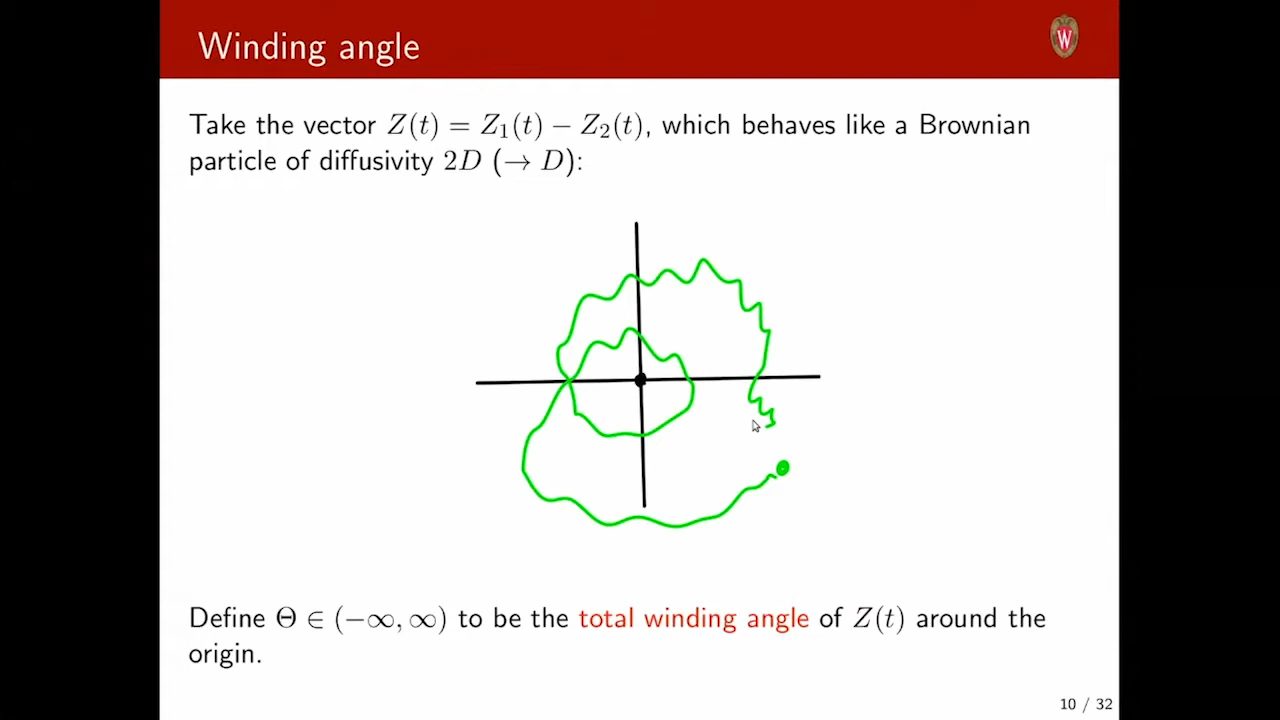 Winding angle
W
Take the vector Z(t) = Z₁(t) − Z₂(t), which behaves like a Brownian
particle of diffusivity 2D (→ D):
Define Θ ∈ (−∞, ∞) to be the total winding angle of Z(t) around the
origin.
10 / 32